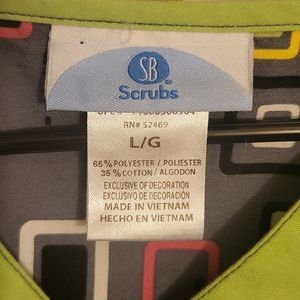 SB
Scrubs
RN# 52469
L/G
65% POLYESTER / POLIESTER
35% COTTON / ALGODON
EXCLUSIVE OF DECORATION
EXCLUSIVO DE DECORACIÓN
MADE IN VIETNAM
HECHO EN VIETNAM